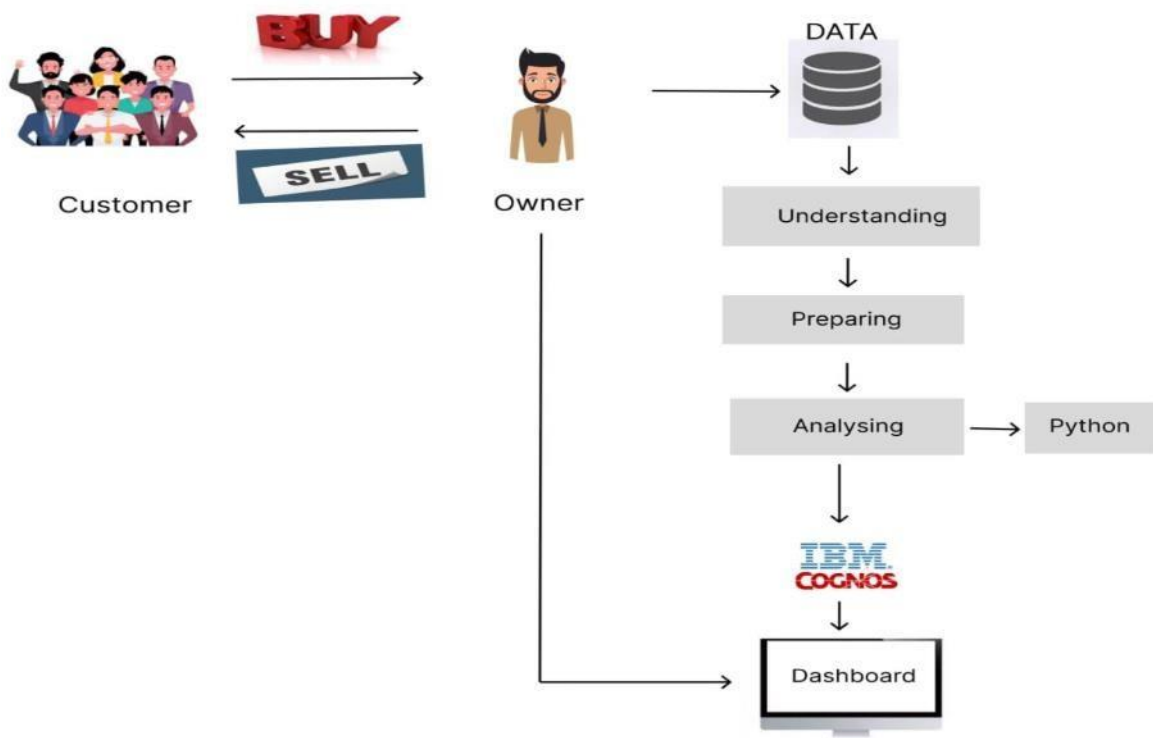 BUY
DATA
SELL
Customer
Owner
Understanding
Preparing
Analysing
Python
IBM.
COGNOS
Dashboard